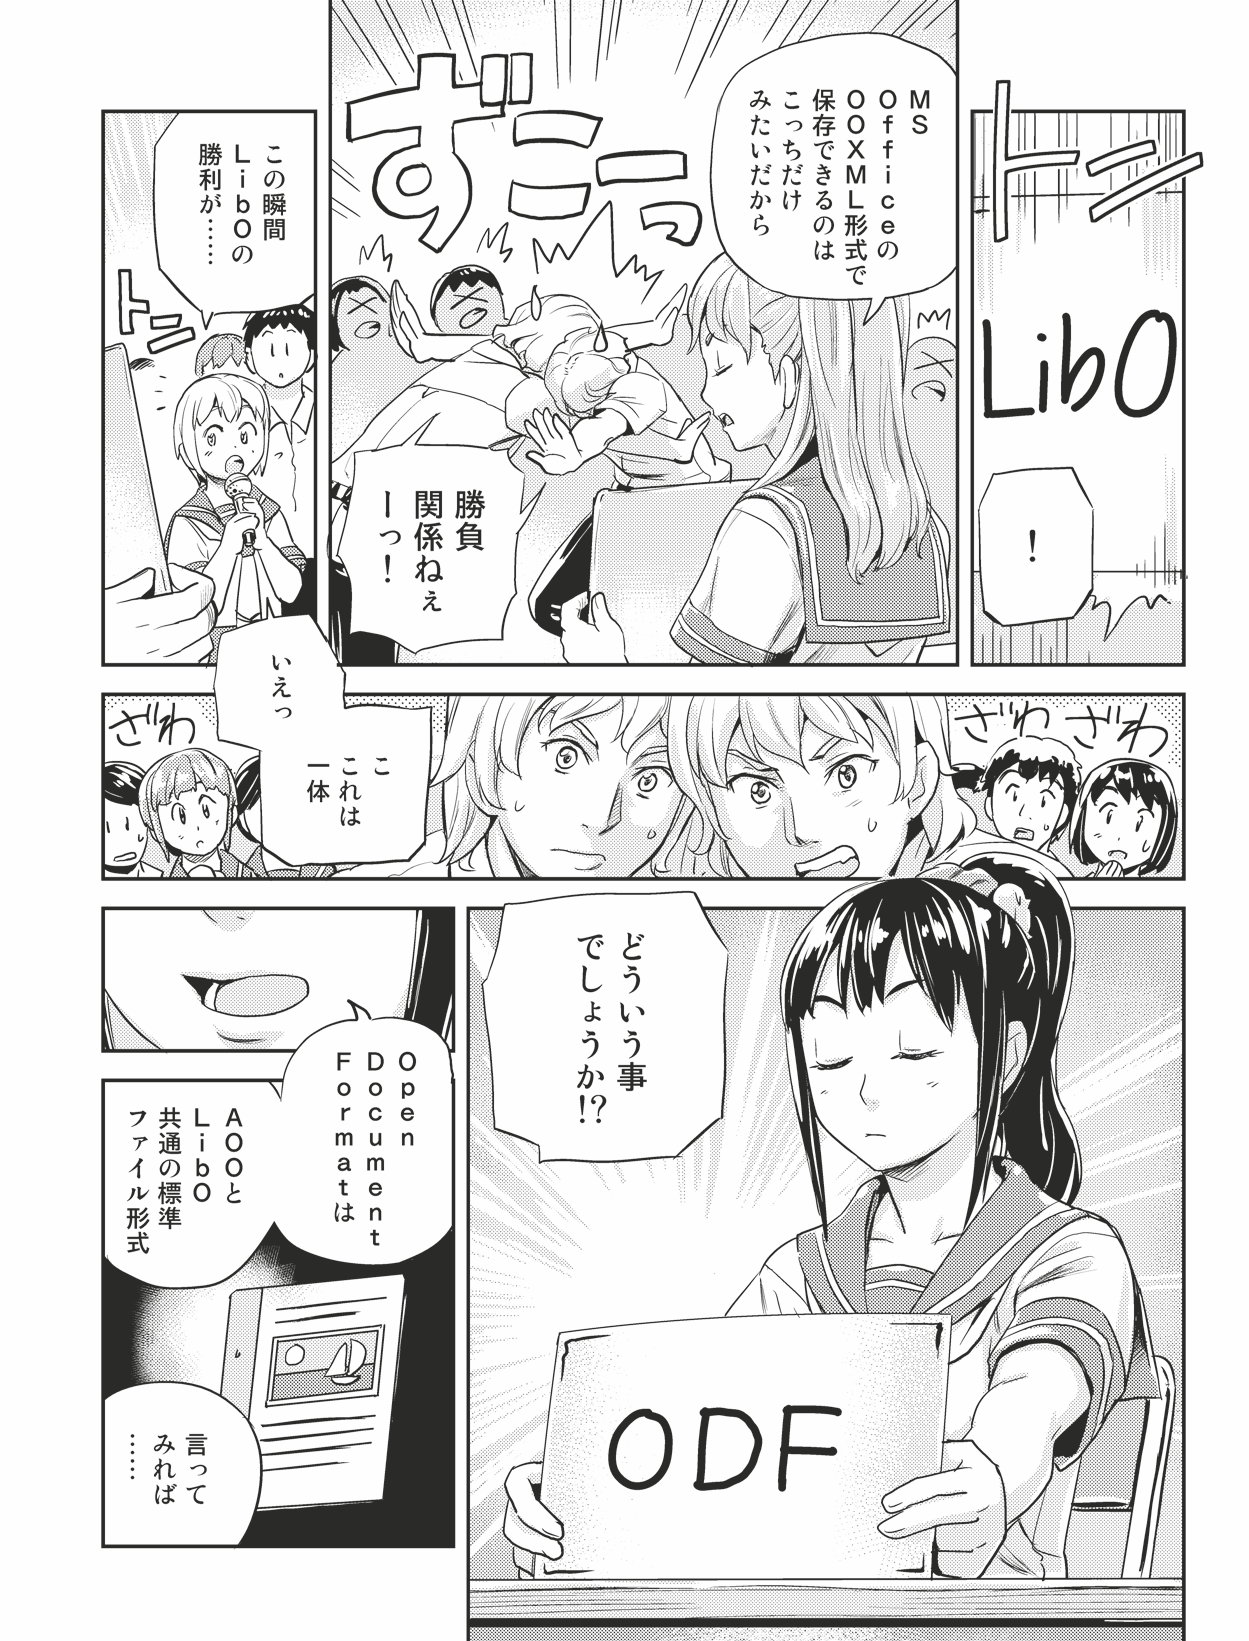 トン
LibO
！
MS
Officeの
OOXML形式で
保存できるのは
こっちだけ
みたいだから
ずこーっ
勝負
関係ねぇ
ーっ！
この瞬間
LibOの
勝利が……
トン
いえっ
こ
これは
一体
ざわ
ざわ
ざわ
どういう事
でしょうか!?
ODF
Open
Document
Formatは
AOOと
LibO
共通の標準
ファイル形式
言って
みれば
……